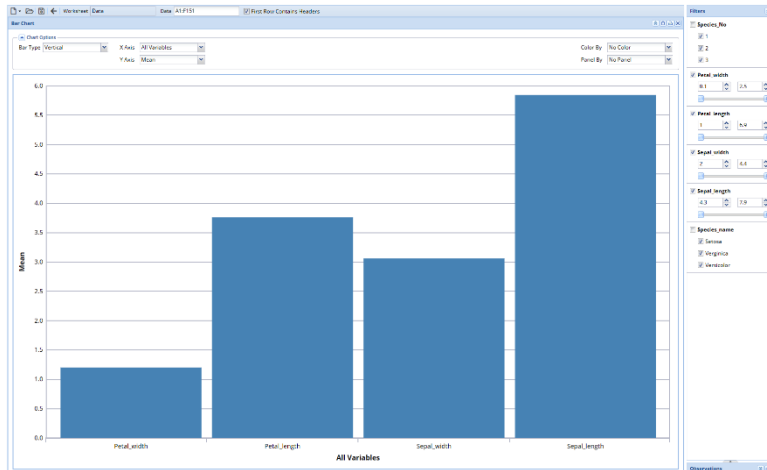 Worksheet Data Data A1:F151 First Row Contains Headers
Bar Chart
Chart Options
Bar Type Vertical X Axis All Variables Color By No Color
Y Axis Mean Panel By No Panel
6.0
5.5
5.0
4.5
4.0
3.5
3.0
2.5
2.0
1.5
1.0
0.5
0.0
Mean
Petal_width Petal_length Sepal_width Sepal_length
All Variables
Filters
Species_No
1
2
3
Petal_width
0.1 2.5
Petal_length
1 6.9
Sepal_width
2 4.4
Sepal_length
4.3 7.9
Species_name
Setosa
Verginica
Versicolor
Observations